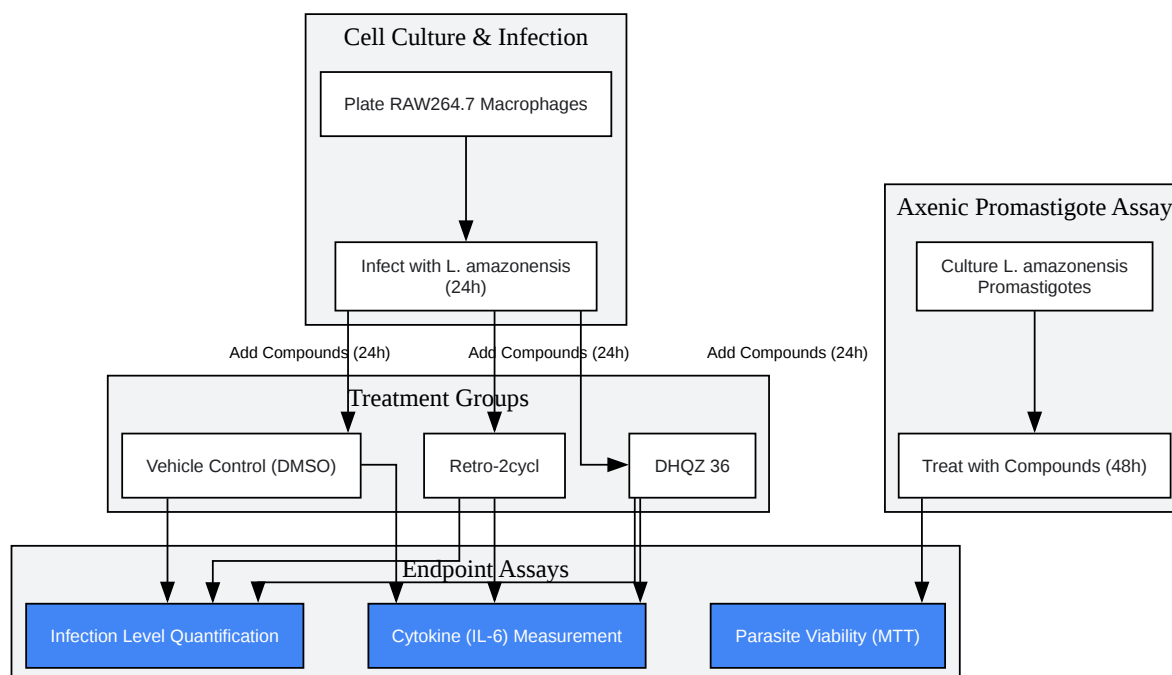 Cell Culture & Infection
Plate RAW264.7 Macrophages
Infect with L. amazonensis
(24h)
Axenic Promastigote Assay
Culture L. amazonensis
Promastigotes
Add Compounds (24h)
Add Compounds (24h)
Add Compounds (24h)
Treatment Groups
Vehicle Control (DMSO)
Retro-2cycl
DHQZ 36
Treat with Compounds (48h)
Endpoint Assays
Infection Level Quantification
Cytokine (IL-6) Measurement
Parasite Viability (MTT)